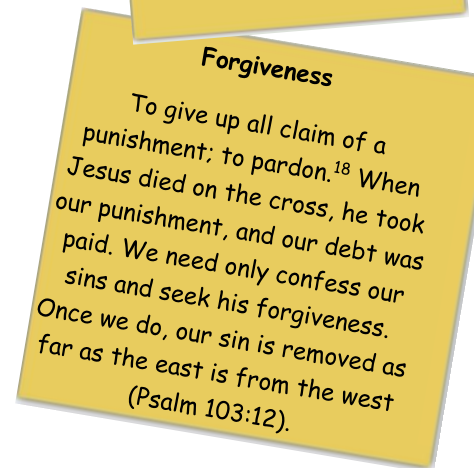 Forgiveness
To give up all claim of a
punishment; to pardon.¹⁸ When
Jesus died on the cross, he took
our punishment, and our debt was
paid. We need only confess our
sins and seek his forgiveness.
Once we do, our sin is removed as
far as the east is from the west
(Psalm 103:12).